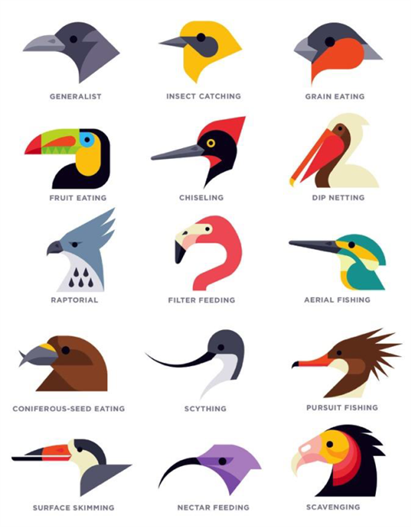 GENERALIST
INSECT CATCHING
GRAIN EATING
FRUIT EATING
CHISELING
DIP NETTING
RAPTORIAL
FILTER FEEDING
AERIAL FISHING
CONIFEROUS-SEED EATING
SCYTHING
PURSUIT FISHING
SURFACE SKIMMING
NECTAR FEEDING
SCAVENGING